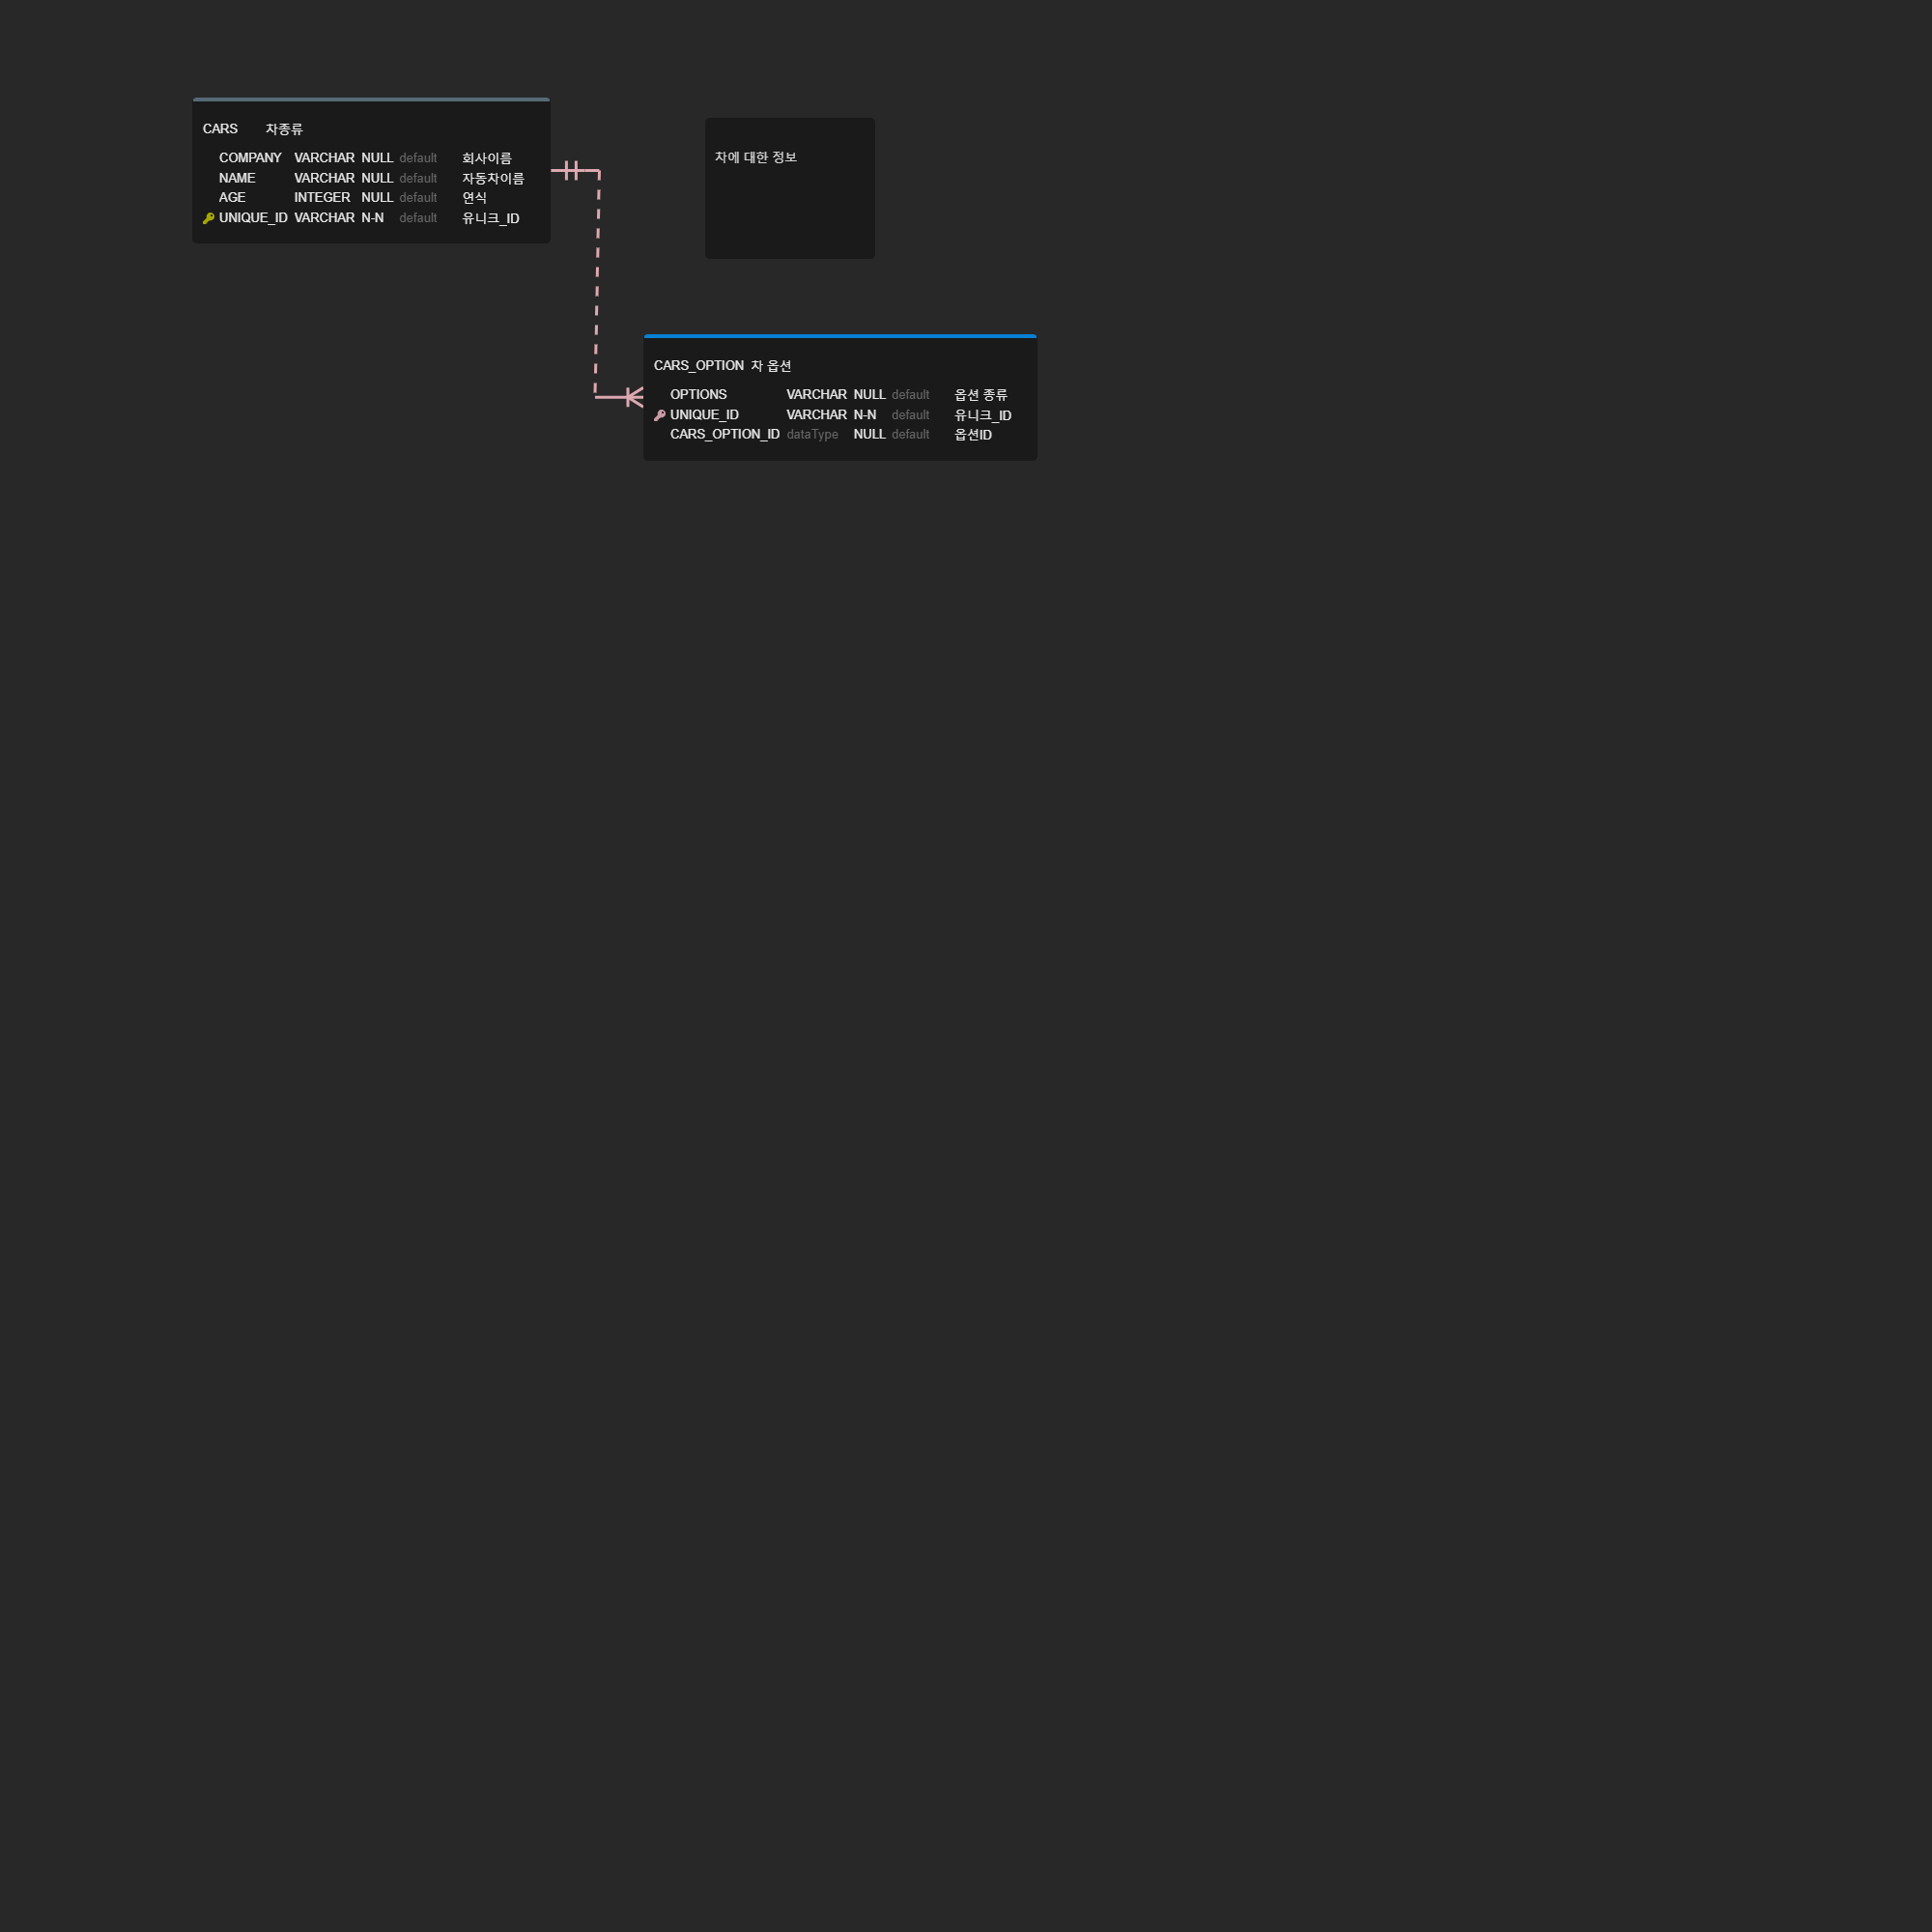 CARS 차종류
COMPANY VARCHAR NULL default 회사이름
NAME VARCHAR NULL default 자동차이름
AGE INTEGER NULL default 연식
UNIQUE_ID VARCHAR N-N default 유니크_ID
차에 대한 정보
CARS_OPTION 차 옵션
OPTIONS VARCHAR NULL default 옵션 종류
UNIQUE_ID VARCHAR N-N default 유니크_ID
CARS_OPTION_ID dataType NULL default 옵션ID